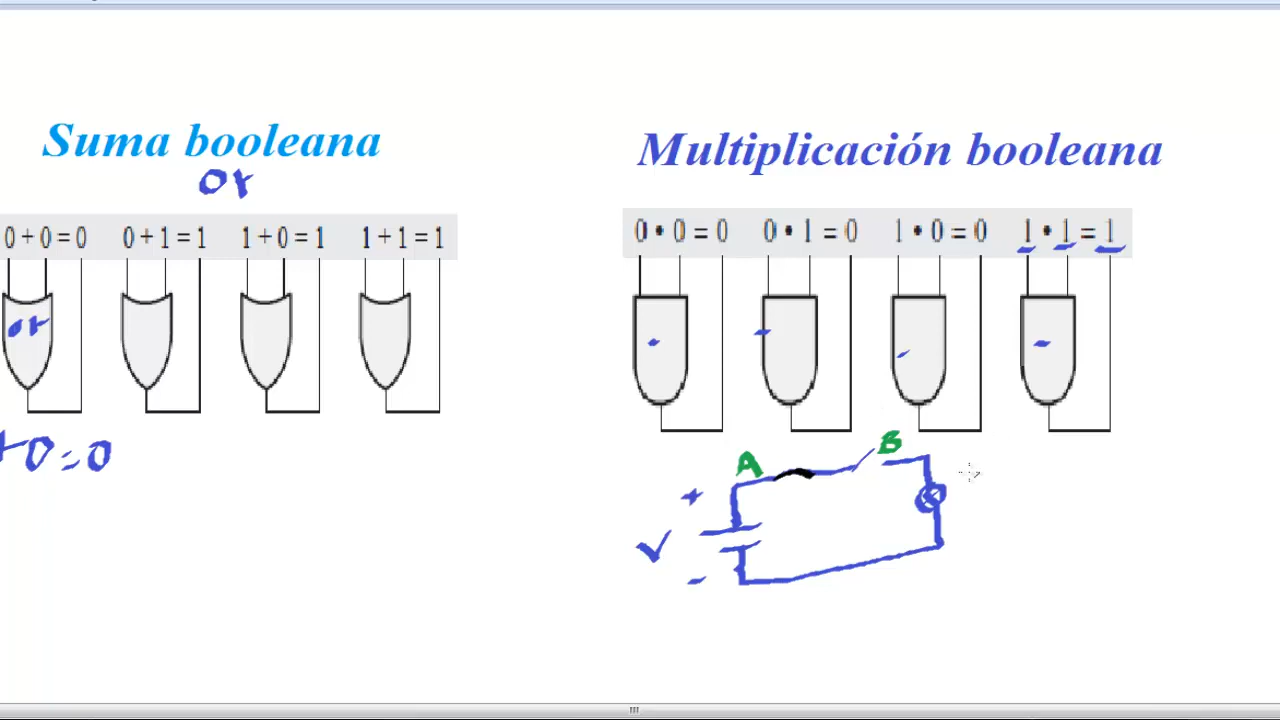 Suma booleana
or
0 + 0 = 0 0 + 1 = 1 1 + 0 = 1 1 + 1 = 1
or
+0=0
Multiplicación booleana
0 • 0 = 0 0 • 1 = 0 1 • 0 = 0 1 • 1 = 1
A
B
+
V
-